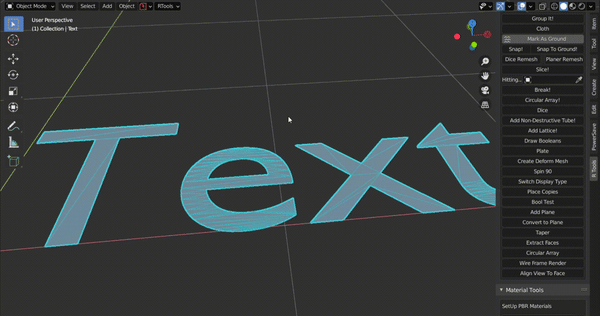 Object Mode View Select Add Object RTools
User Perspective
(1) Collection | Text
Text
Group It!
Cloth
Mark As Ground
Snap! Snap To Ground!
Dice Remesh Planer Remesh
Slice!
Hitting...
Break!
Circular Array!
Dice
Add Non-Destructive Tube!
Add Lattice!
Draw Booleans
Plate
Create Deform Mesh
Spin 90
Switch Display Type
Place Copies
Bool Test
Add Plane
Convert to Plane
Taper
Extract Faces
Circular Array
Wire Frame Render
Align View To Face
Material Tools
SetUp PBR Materials
Item
Tool
View
Create
Edit
PowerSave
R Tools